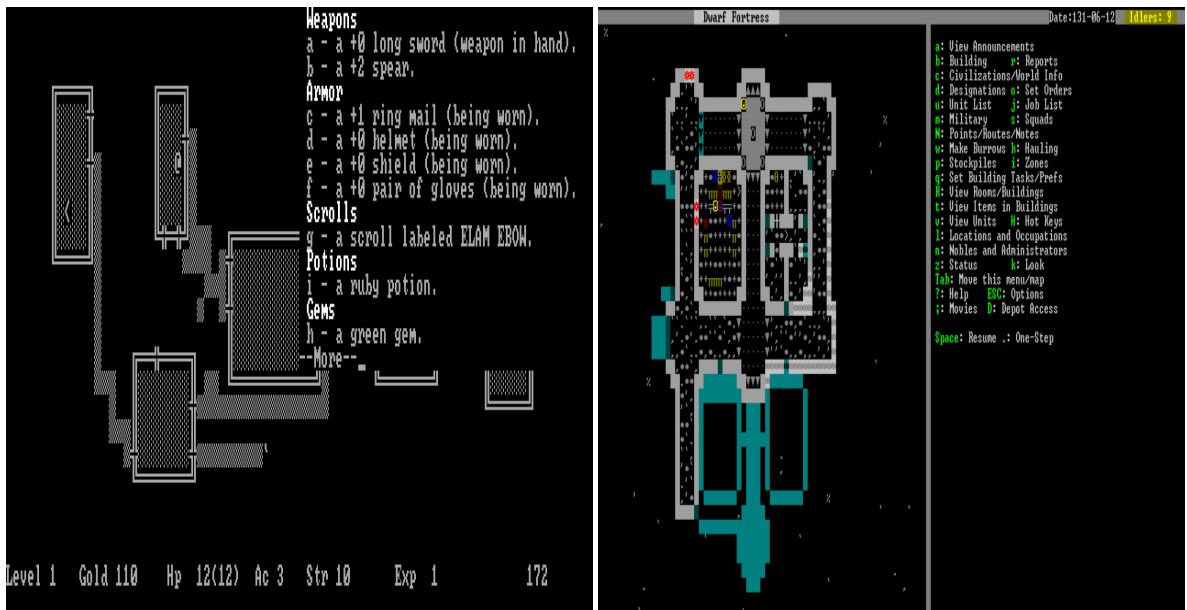 Weapons
a - a +0 long sword (weapon in hand).
b - a +2 spear.
Armor
c - a +1 ring mail (being worn).
d - a +0 helmet (being worn).
e - a +0 shield (being worn).
f - a +0 pair of gloves (being worn).
Scrolls
g - a scroll labeled ELAM EBOW.
Potions
i - a ruby potion.
Gems
h - a green gem.
--More--
Level 1 Gold 110 Hp 12(12) Ac 3 Str 10 Exp 1 172
Dwarf Fortress Date:131-06-12 Idlers: 9
a: View Announcements
b: Building r: Reports
c: Civilizations/World Info
d: Designations o: Set Orders
u: Unit List j: Job List
m: Military s: Squads
N: Points/Routes/Notes
w: Make Burrows h: Hauling
p: Stockpiles i: Zones
q: Set Building Tasks/Prefs
R: View Rooms/Buildings
t: View Items in Buildings
v: View Units H: Hot Keys
l: Locations and Occupations
n: Nobles and Administrators
z: Status k: Look
Tab: Move this menu/map
?: Help ESC: Options
;: Movies D: Depot Access
Space: Resume .: One-Step